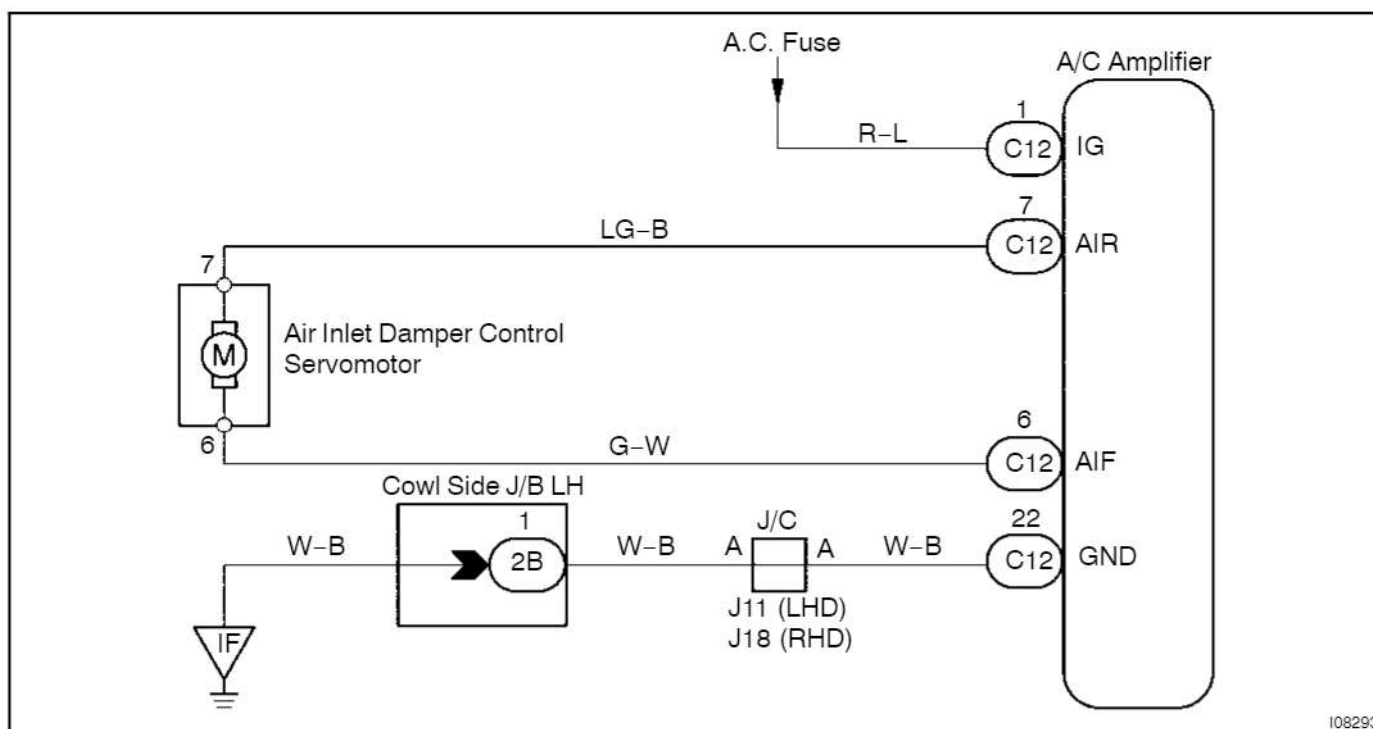 A.C. Fuse
A/C Amplifier
1
R-L
C12
IG
7
LG-B
C12
AIR
7
M
Air Inlet Damper Control
Servomotor
6
6
G-W
C12
AIF
Cowl Side J/B LH
1
J/C
22
W-B
2B
W-B
A
A
W-B
C12
GND
J11 (LHD)
J18 (RHD)
IF
I08293